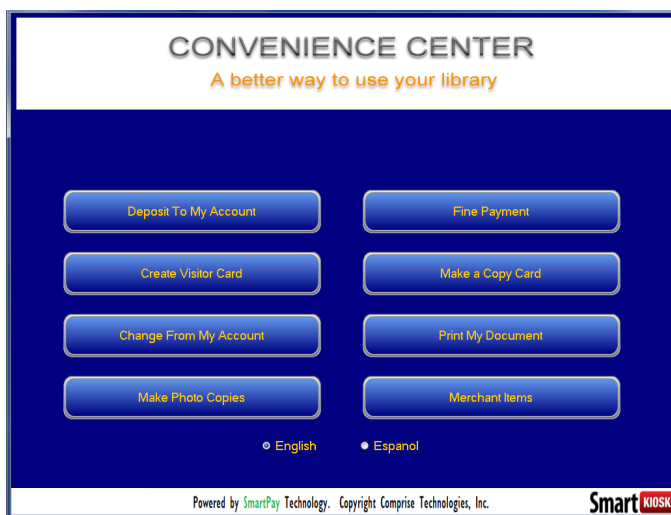 CONVENIENCE CENTER
A better way to use your library
Deposit To My Account
Fine Payment
Create Visitor Card
Make a Copy Card
Change From My Account
Print My Document
Make Photo Copies
Merchant Items
English
Espanol
Powered by SmartPay Technology. Copyright Comprise Technologies, Inc.
Smart KIOSK